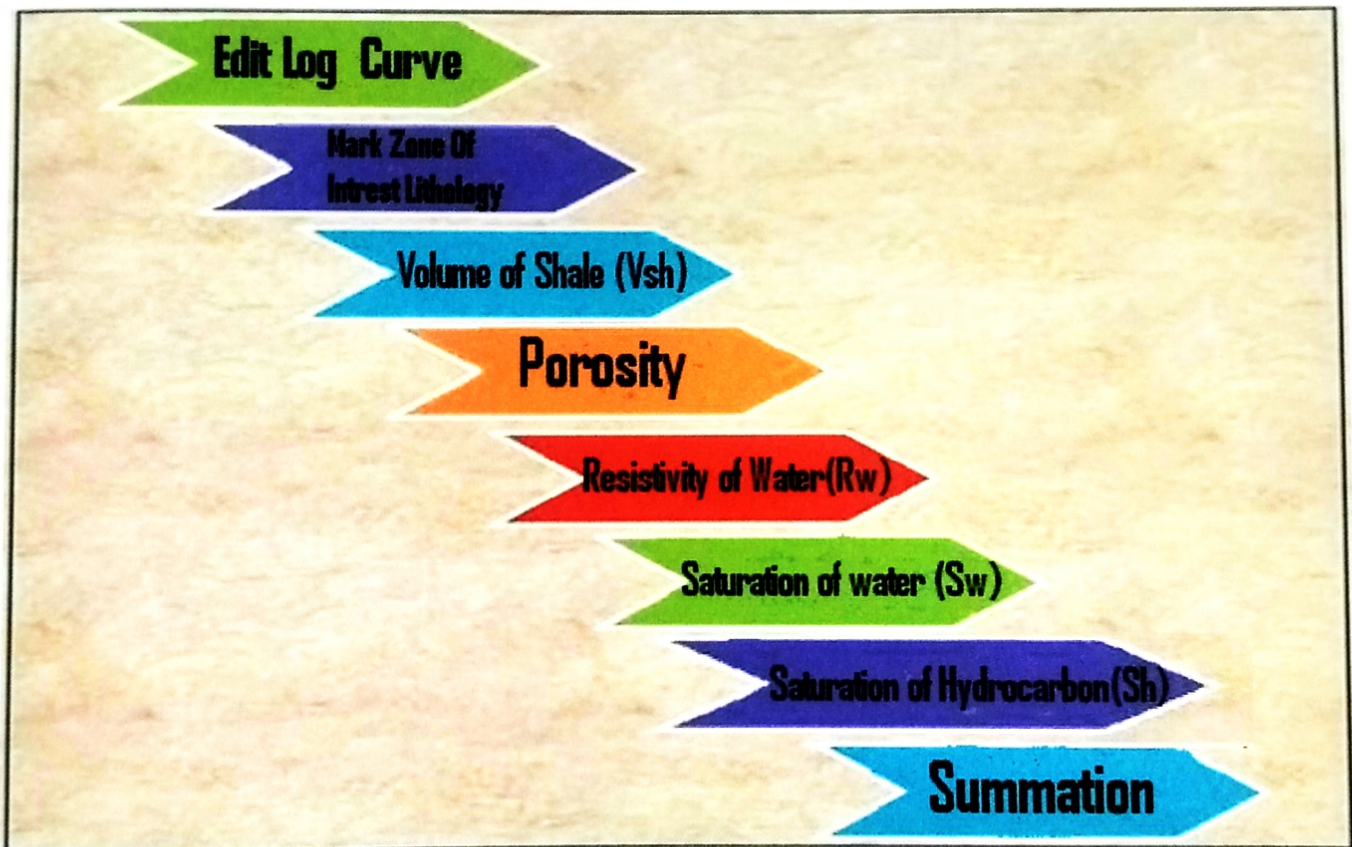 Edit Log Curve
Mark Zone Of
Intrest Lithology
Volume of Shale (Vsh)
Porosity
Resistivity of Water(Rw)
Saturation of water (Sw)
Saturation of Hydrocarbon(Sh)
Summation